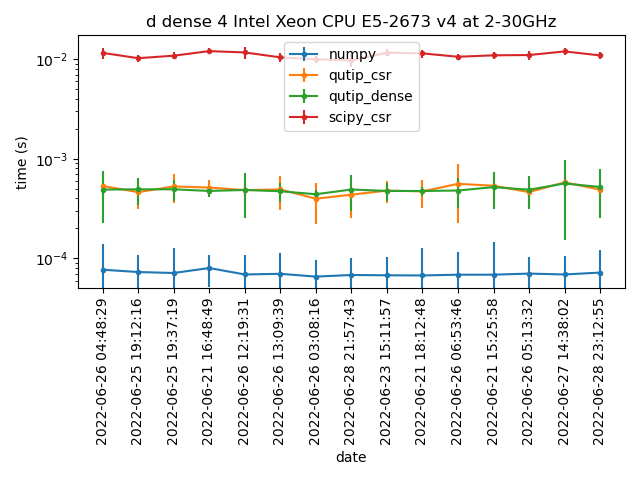 d dense 4 Intel Xeon CPU E5-2673 v4 at 2-30GHz
numpy
qutip_csr
qutip_dense
scipy_csr
time (s)
10⁻²
10⁻³
10⁻⁴
2022-06-26 04:48:29
2022-06-25 19:12:16
2022-06-25 19:37:19
2022-06-21 16:48:49
2022-06-26 12:19:31
2022-06-26 13:09:39
2022-06-26 03:08:16
2022-06-28 21:57:43
2022-06-23 15:11:57
2022-06-21 18:12:48
2022-06-26 06:53:46
2022-06-21 15:25:58
2022-06-26 05:13:32
2022-06-27 14:38:02
2022-06-28 23:12:55
date